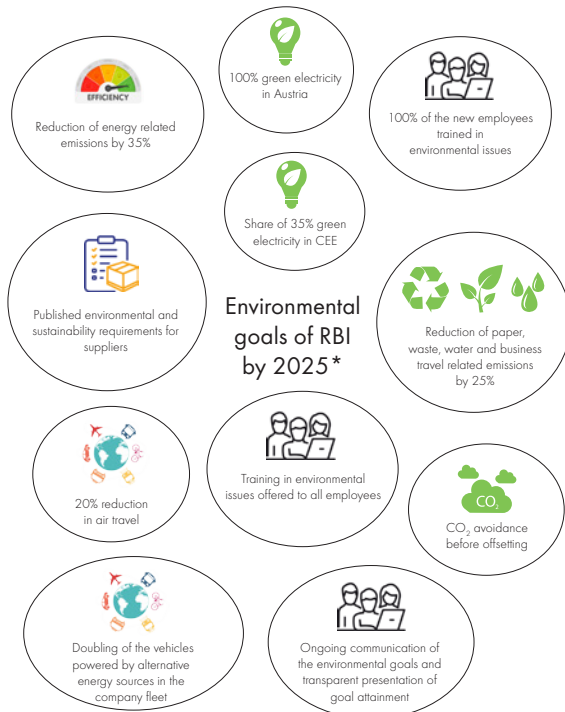 100% green electricity
in Austria
EFFICIENCY
Reduction of energy related
emissions by 35%
100% of the new employees
trained in
environmental issues
Share of 35% green
electricity in CEE
Published environmental and
sustainability requirements for
suppliers
Environmental
goals of RBI
by 2025*
Reduction of paper,
waste, water and business
travel related emissions
by 25%
20% reduction
in air travel
Training in environmental
issues offered to all employees
CO₂
CO₂ avoidance
before offsetting
Doubling of the vehicles
powered by alternative
energy sources in the
company fleet
Ongoing communication of
the environmental goals and
transparent presentation of
goal attainment